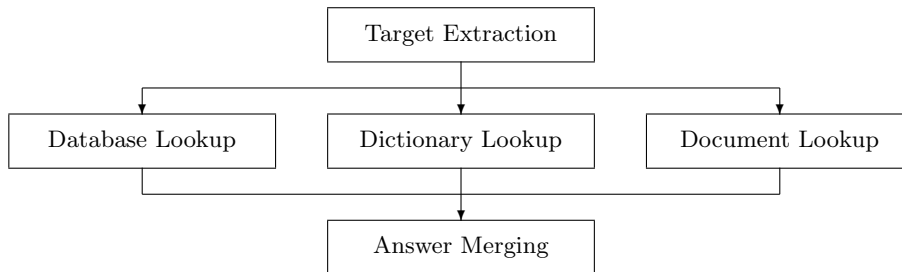 Target Extraction
Database Lookup
Dictionary Lookup
Document Lookup
Answer Merging